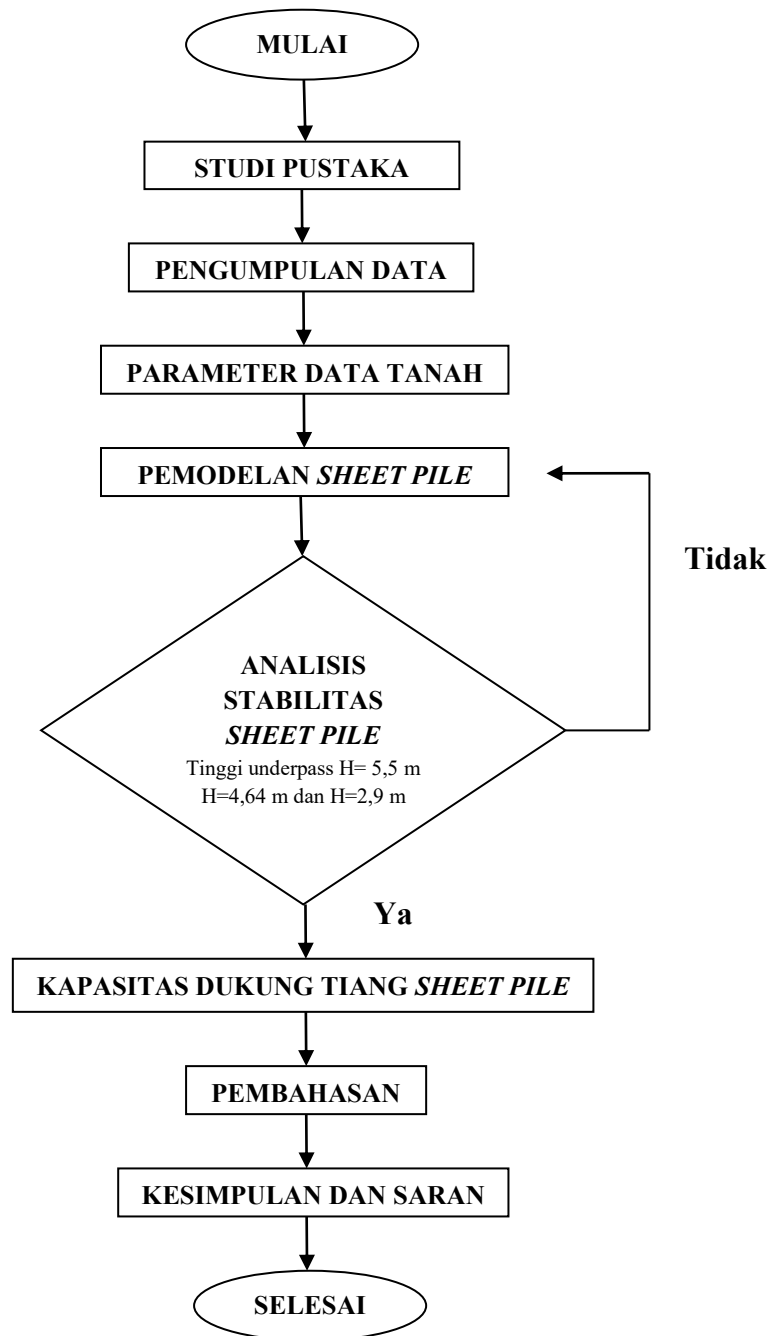 MULAI
STUDI PUSTAKA
PENGUMPULAN DATA
PARAMETER DATA TANAH
PEMODELAN SHEET PILE
Tidak
ANALISIS
STABILITAS
SHEET PILE
Tinggi underpass H= 5,5 m
H=4,64 m dan H=2,9 m
Ya
KAPASITAS DUKUNG TIANG SHEET PILE
PEMBAHASAN
KESIMPULAN DAN SARAN
SELESAI